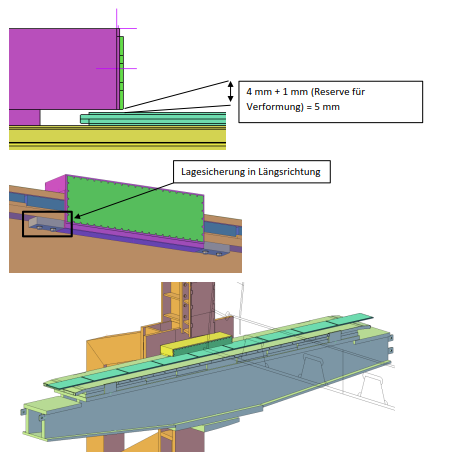 4 mm + 1 mm (Reserve für
Verformung) = 5 mm
Lagesicherung in Längsrichtung